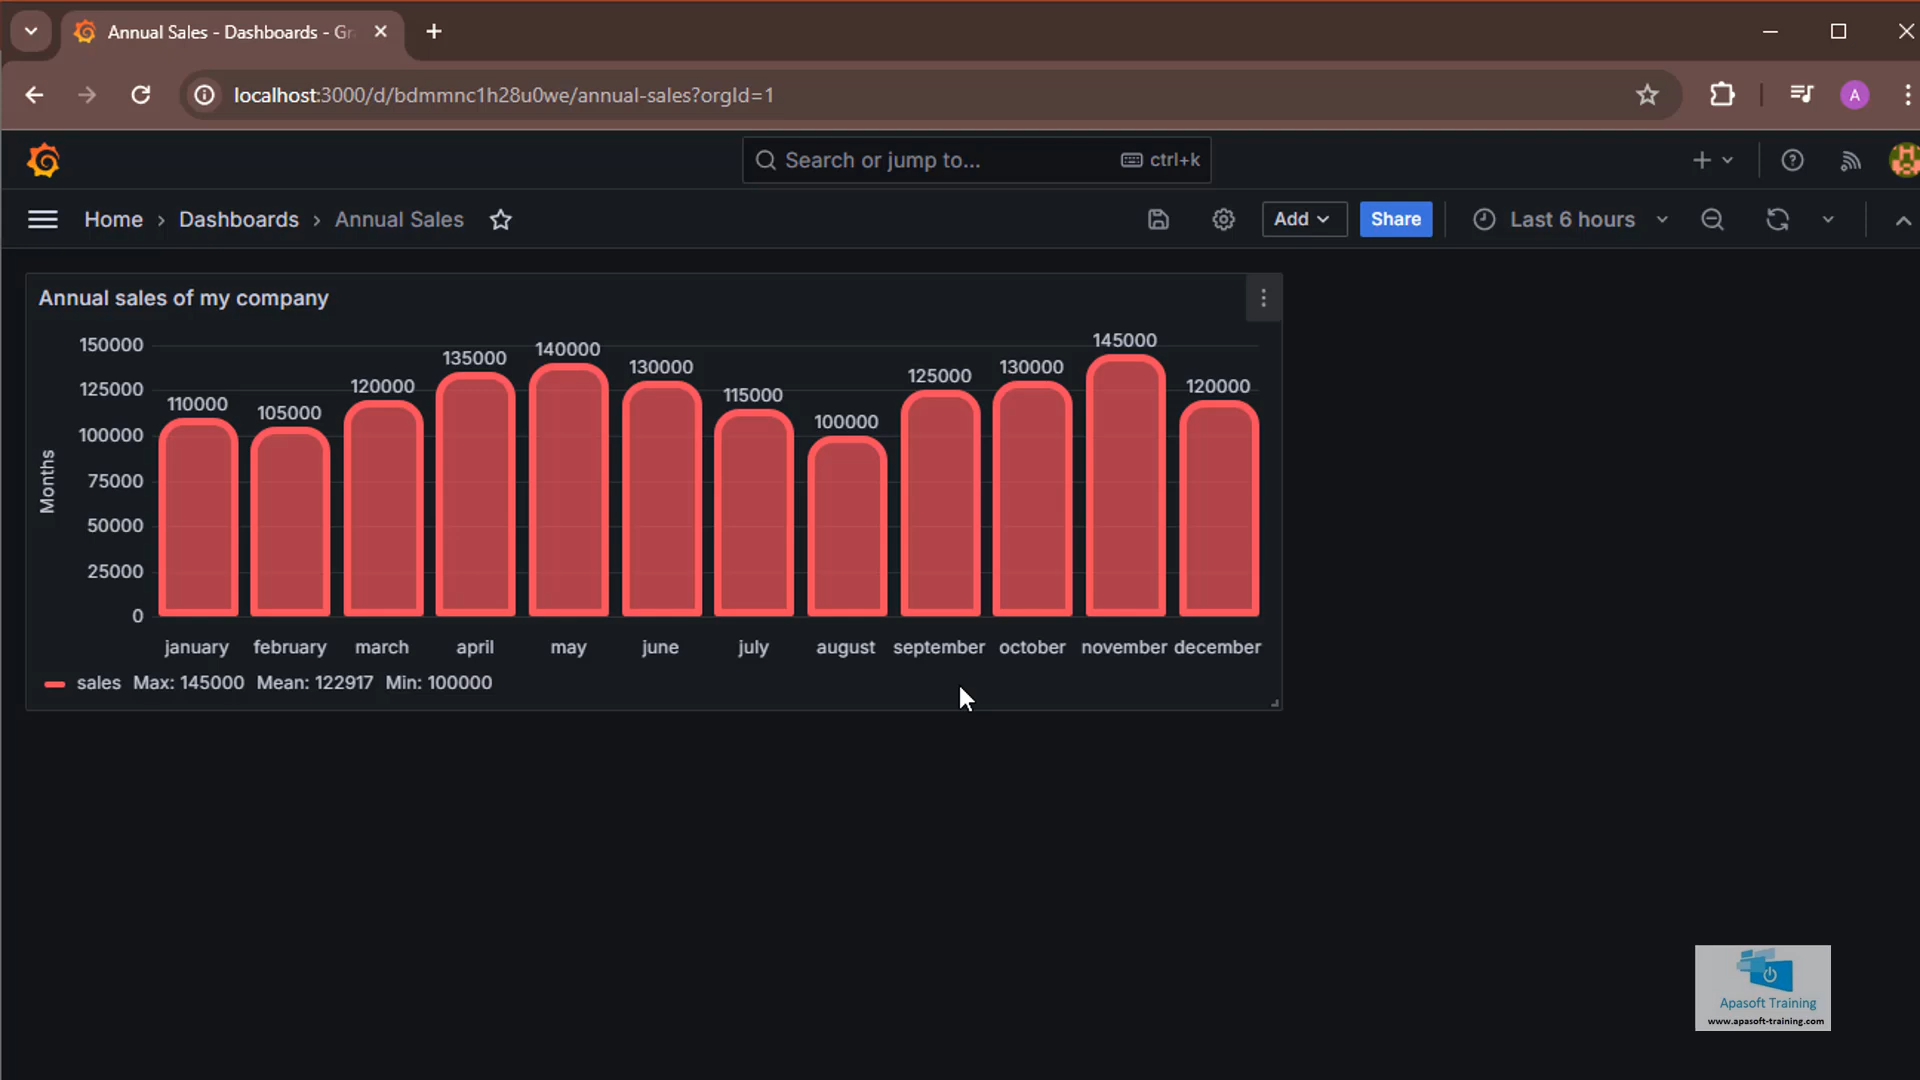 Annual Sales - Dashboards - Gr
localhost:3000/d/bdmmnc1h28u0we/annual-sales?orgId=1
A
Search or jump to...
ctrl+k
Home › Dashboards › Annual Sales
Add
Share
Last 6 hours
Annual sales of my company
150000
125000
100000
75000
50000
25000
0
Months
110000
105000
120000
135000
140000
130000
115000
100000
125000
130000
145000
120000
january february march april may june july august september october november december
sales Max: 145000 Mean: 122917 Min: 100000
Apasoft Training
www.apasoft-training.com